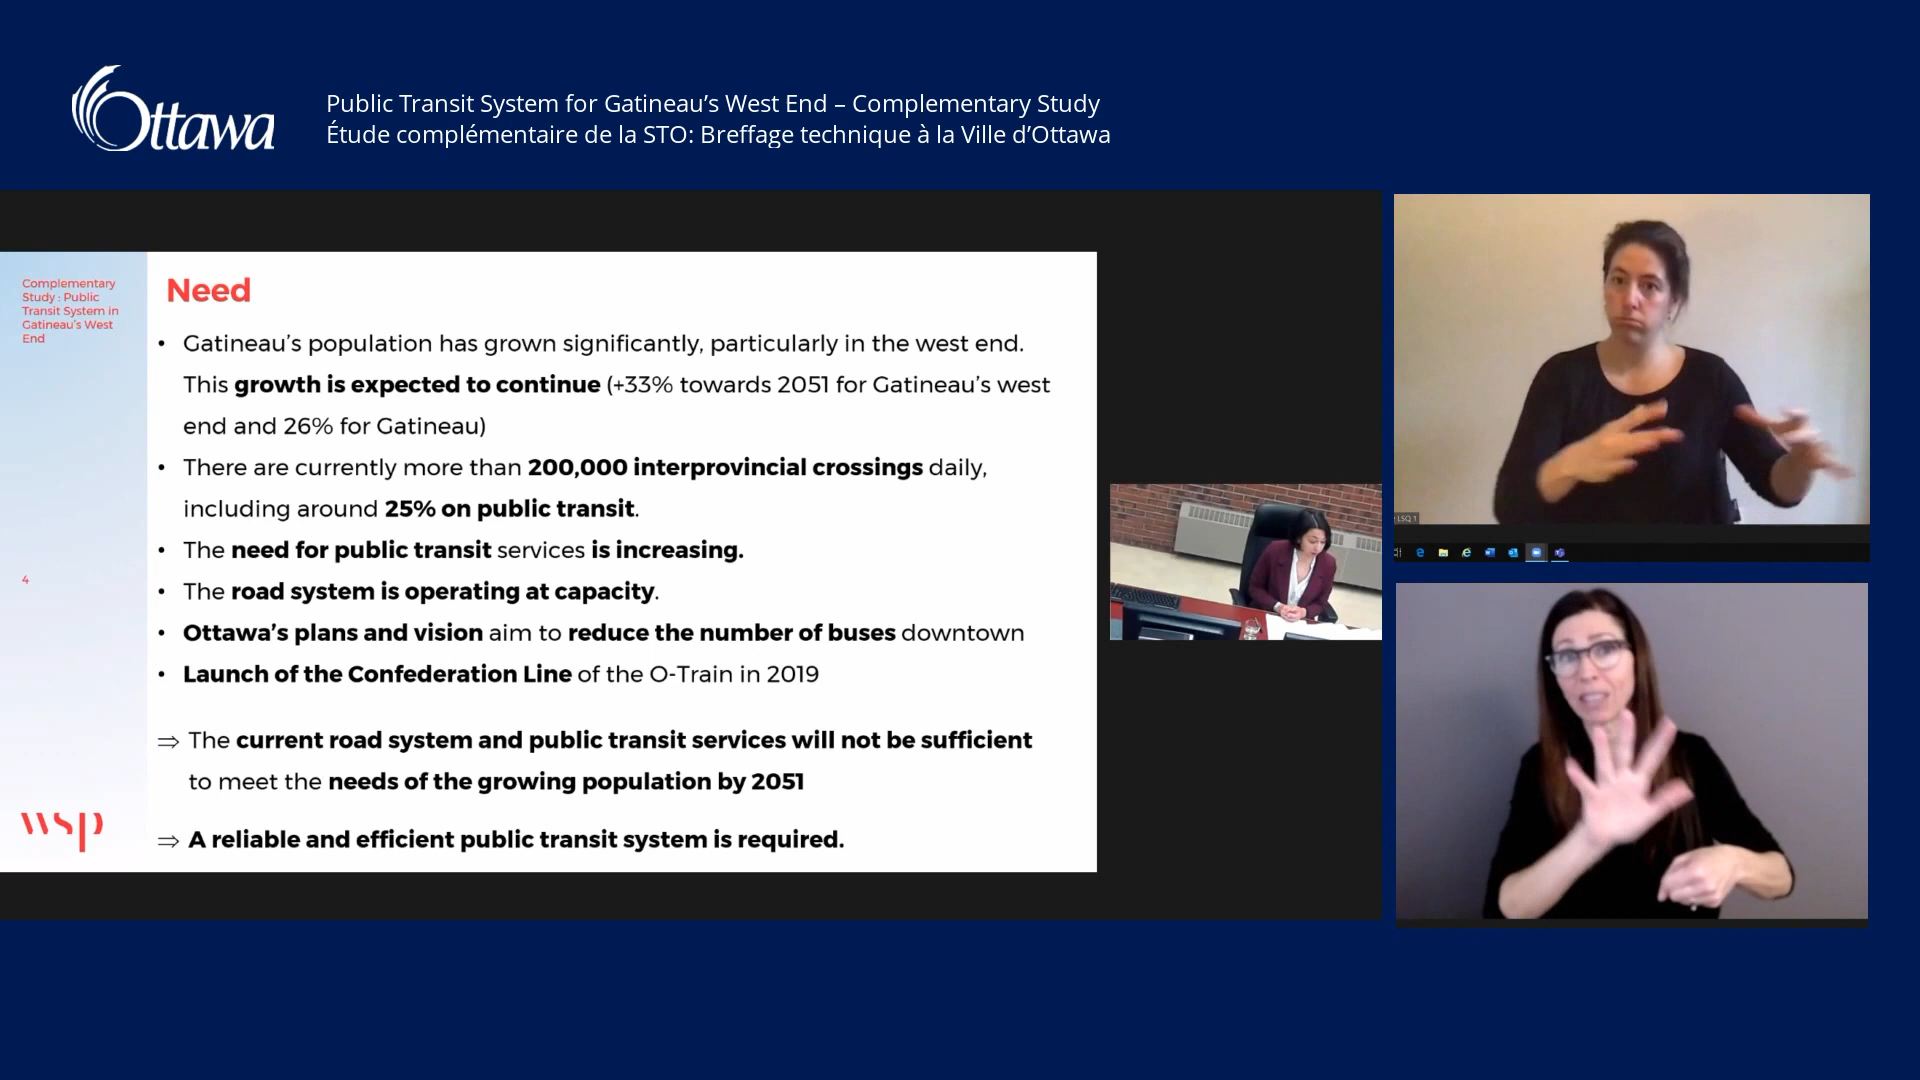 Ottawa
Public Transit System for Gatineau's West End – Complementary Study
Étude complémentaire de la STO: Breffage technique à la Ville d'Ottawa
Complementary
Study : Public
Transit System in
Gatineau's West
End
4
wsp
Need
• Gatineau's population has grown significantly, particularly in the west end.
This growth is expected to continue (+33% towards 2051 for Gatineau's west
end and 26% for Gatineau)
• There are currently more than 200,000 interprovincial crossings daily,
including around 25% on public transit.
• The need for public transit services is increasing.
• The road system is operating at capacity.
• Ottawa's plans and vision aim to reduce the number of buses downtown
• Launch of the Confederation Line of the O-Train in 2019
⇒ The current road system and public transit services will not be sufficient
to meet the needs of the growing population by 2051
⇒ A reliable and efficient public transit system is required.
LSQ 1